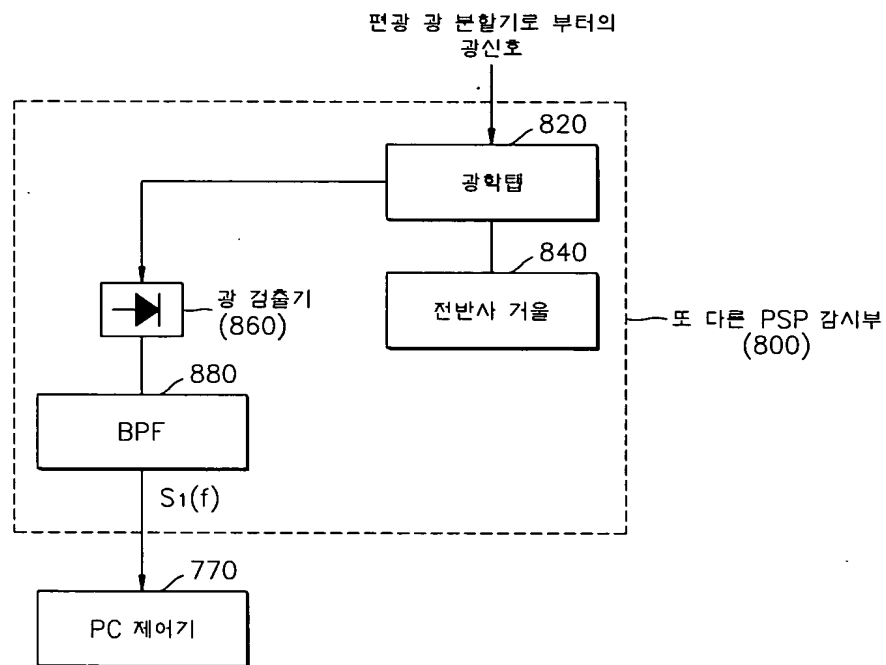 편광 광 분할기로 부터의
광신호
820
광학탭
840
전반사 거울
광 검출기
(860)
또 다른 PSP 감시부
(800)
880
BPF
S1(f)
770
PC 제어기